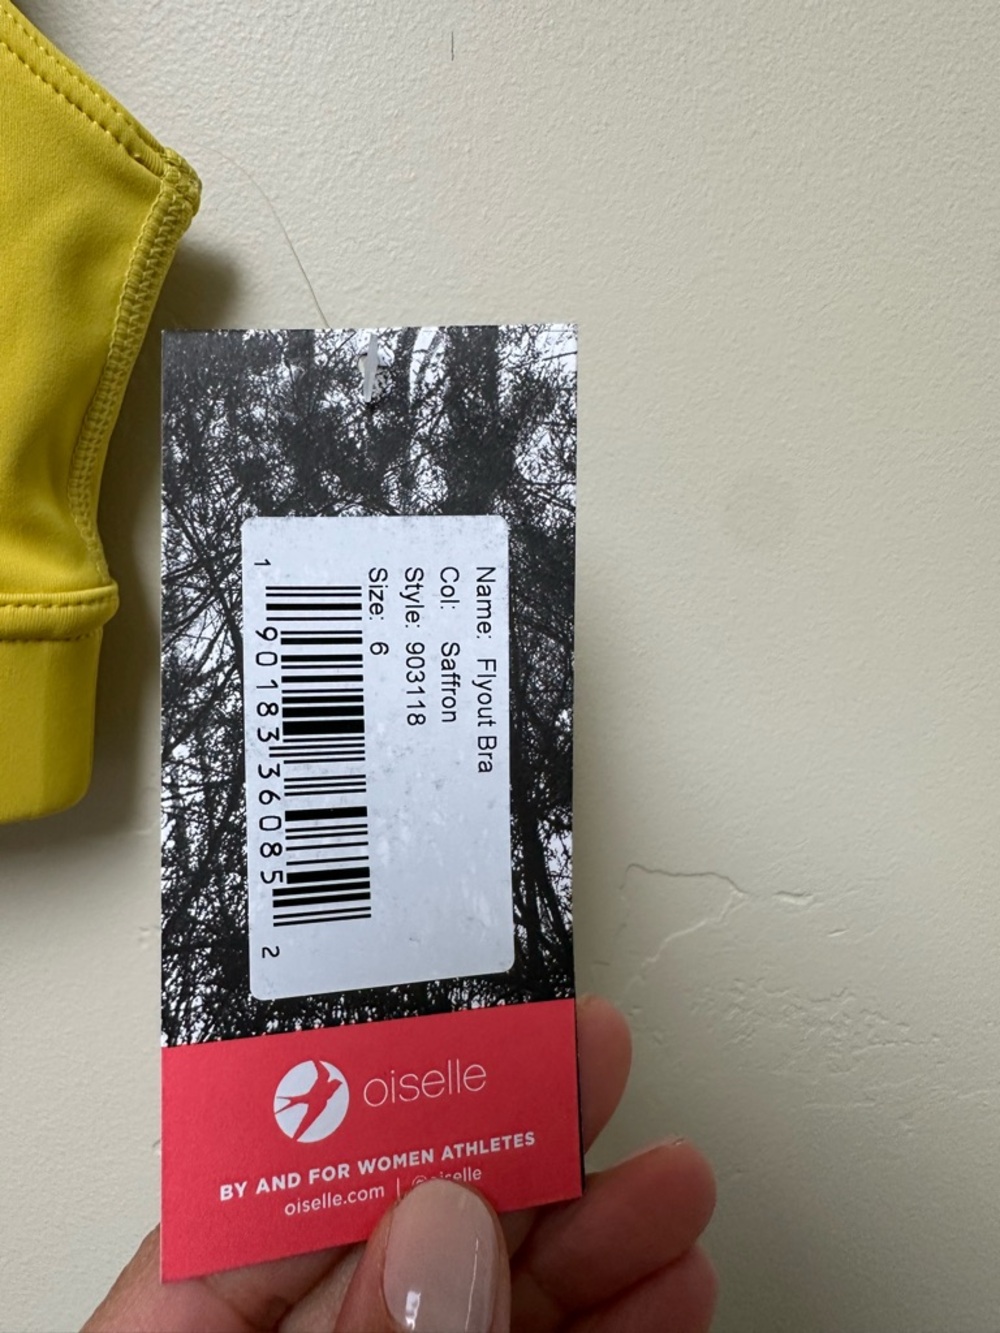 Name: Flyout Bra
Col: Saffron
Style: 903118
Size: 6
1 90183 36085 2
oiselle
BY AND FOR WOMEN ATHLETES
oiselle.com |